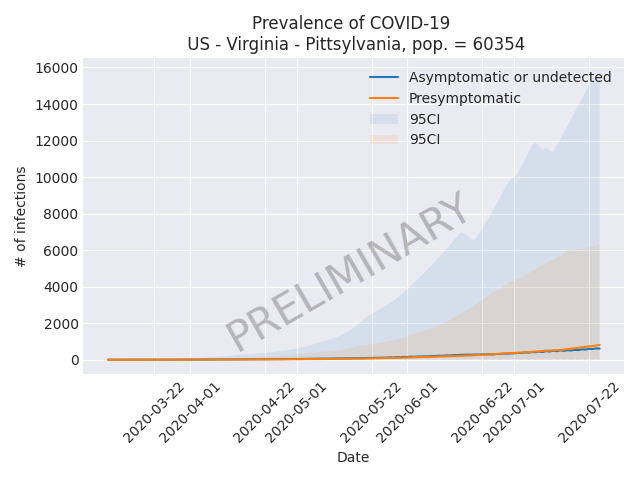 Prevalence of COVID-19
US - Virginia - Pittsylvania, pop. = 60354
16000
14000
12000
10000
8000
6000
4000
2000
0
# of infections
Asymptomatic or undetected
Presymptomatic
95CI
95CI
PRELIMINARY
2020-03-22
2020-04-01
2020-04-22
2020-05-01
2020-05-22
2020-06-01
2020-06-22
2020-07-01
2020-07-22
Date